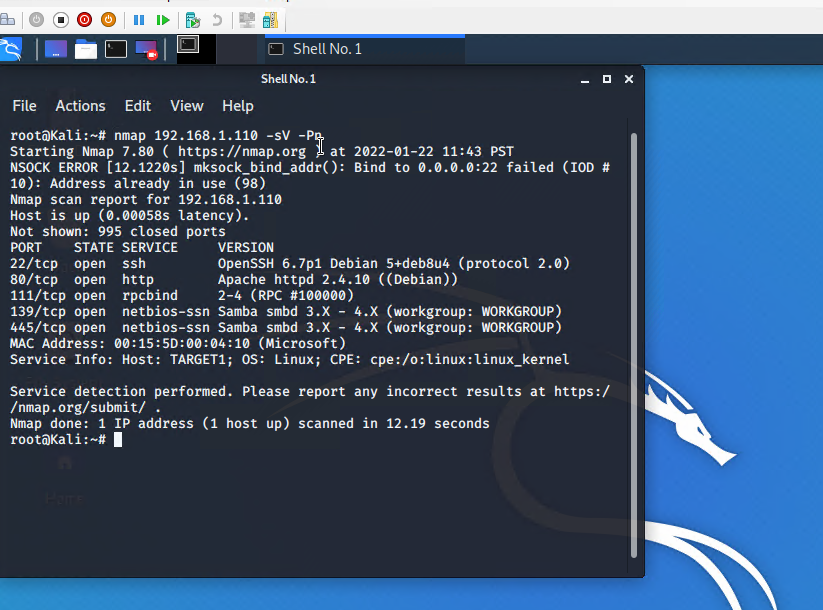 Shell No. 1
Shell No. 1
File Actions Edit View Help
root@Kali:~# nmap 192.168.1.110 -sV -Pn
Starting Nmap 7.80 ( https://nmap.org ) at 2022-01-22 11:43 PST
NSOCK ERROR [12.1220s] mksock_bind_addr(): Bind to 0.0.0.0:22 failed (IOD #
10): Address already in use (98)
Nmap scan report for 192.168.1.110
Host is up (0.00058s latency).
Not shown: 995 closed ports
PORT    STATE SERVICE     VERSION
22/tcp  open  ssh         OpenSSH 6.7p1 Debian 5+deb8u4 (protocol 2.0)
80/tcp  open  http        Apache httpd 2.4.10 ((Debian))
111/tcp open  rpcbind     2-4 (RPC #100000)
139/tcp open  netbios-ssn Samba smbd 3.X - 4.X (workgroup: WORKGROUP)
445/tcp open  netbios-ssn Samba smbd 3.X - 4.X (workgroup: WORKGROUP)
MAC Address: 00:15:5D:00:04:10 (Microsoft)
Service Info: Host: TARGET1; OS: Linux; CPE: cpe:/o:linux:linux_kernel
Service detection performed. Please report any incorrect results at https:/
/nmap.org/submit/ .
Nmap done: 1 IP address (1 host up) scanned in 12.19 seconds
root@Kali:~#
Home